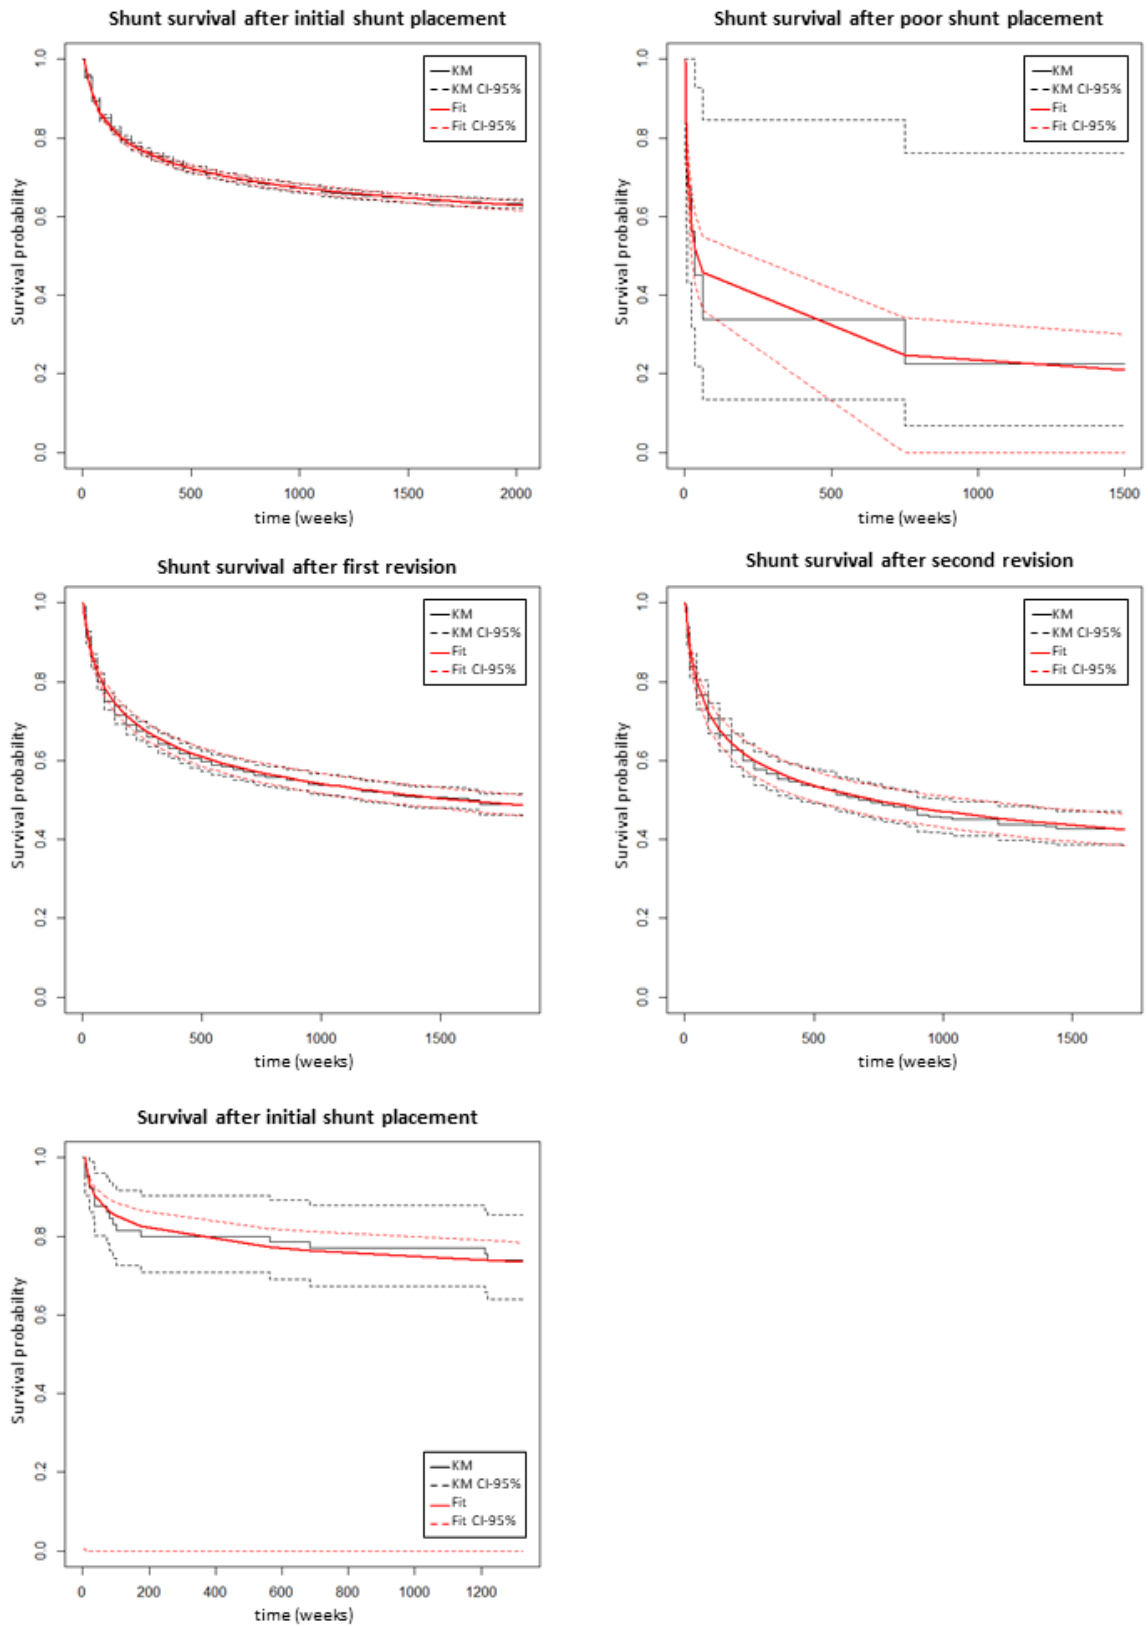 Shunt survival after initial shunt placement
Survival probability
1.0
0.8
0.6
0.4
0.2
0.0
KM
KM CI-95%
Fit
Fit CI-95%
0 500 1000 1500 2000
time (weeks)
Shunt survival after poor shunt placement
Survival probability
1.0
0.8
0.6
0.4
0.2
0.0
KM
KM CI-95%
Fit
Fit CI-95%
0 500 1000 1500
time (weeks)
Shunt survival after first revision
Survival probability
1.0
0.8
0.6
0.4
0.2
0.0
KM
KM CI-95%
Fit
Fit CI-95%
0 500 1000 1500
time (weeks)
Shunt survival after second revision
Survival probability
1.0
0.8
0.6
0.4
0.2
0.0
KM
KM CI-95%
Fit
Fit CI-95%
0 500 1000 1500
time (weeks)
Survival after initial shunt placement
Survival probability
1.0
0.8
0.6
0.4
0.2
0.0
KM
KM CI-95%
Fit
Fit CI-95%
0 200 400 600 800 1000 1200
time (weeks)